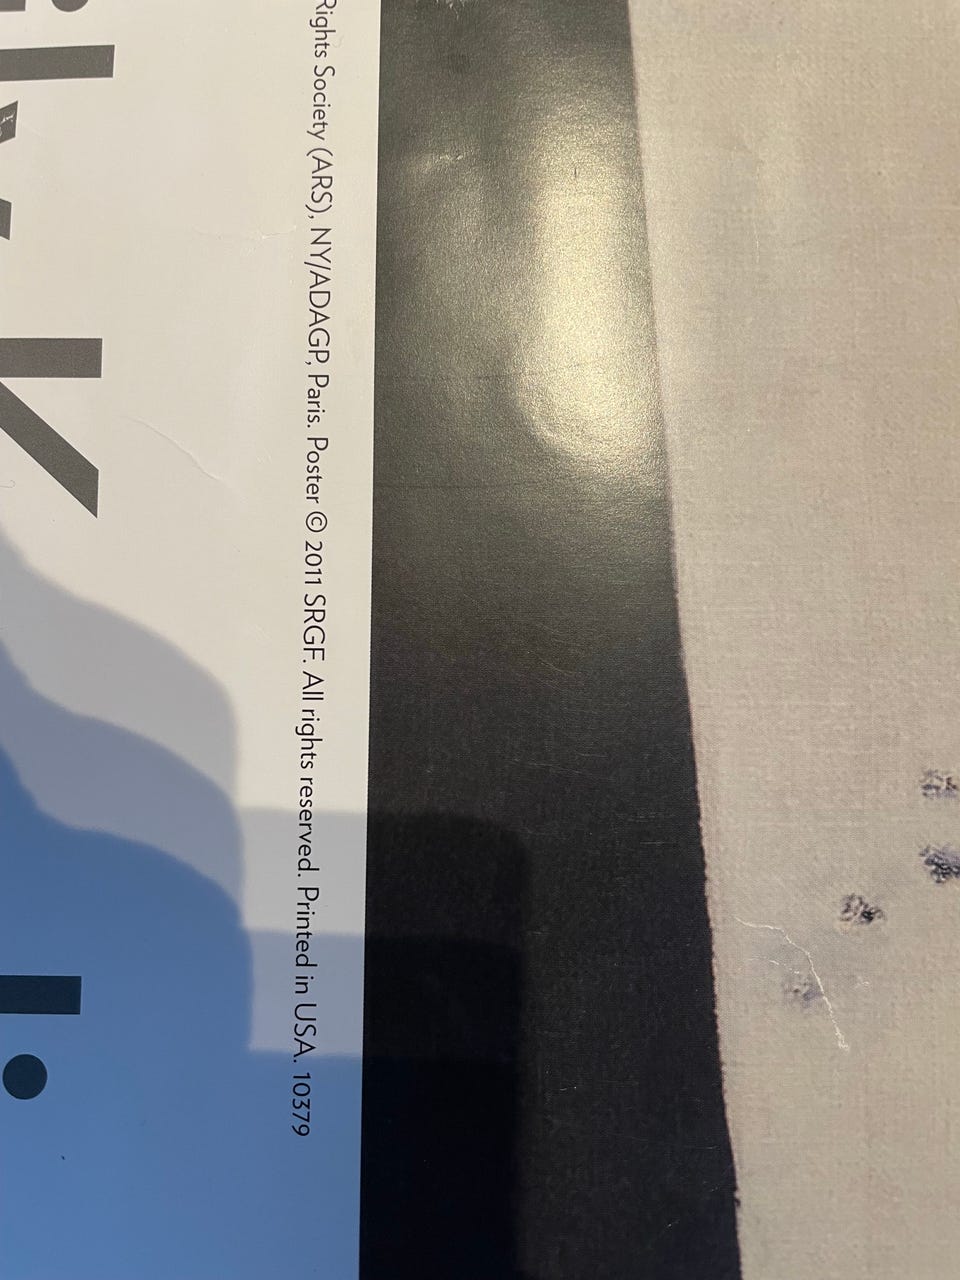 Rights Society (ARS), NY/ADAGP, Paris. Poster © 2011 SRGF. All rights reserved. Printed in USA. 10379